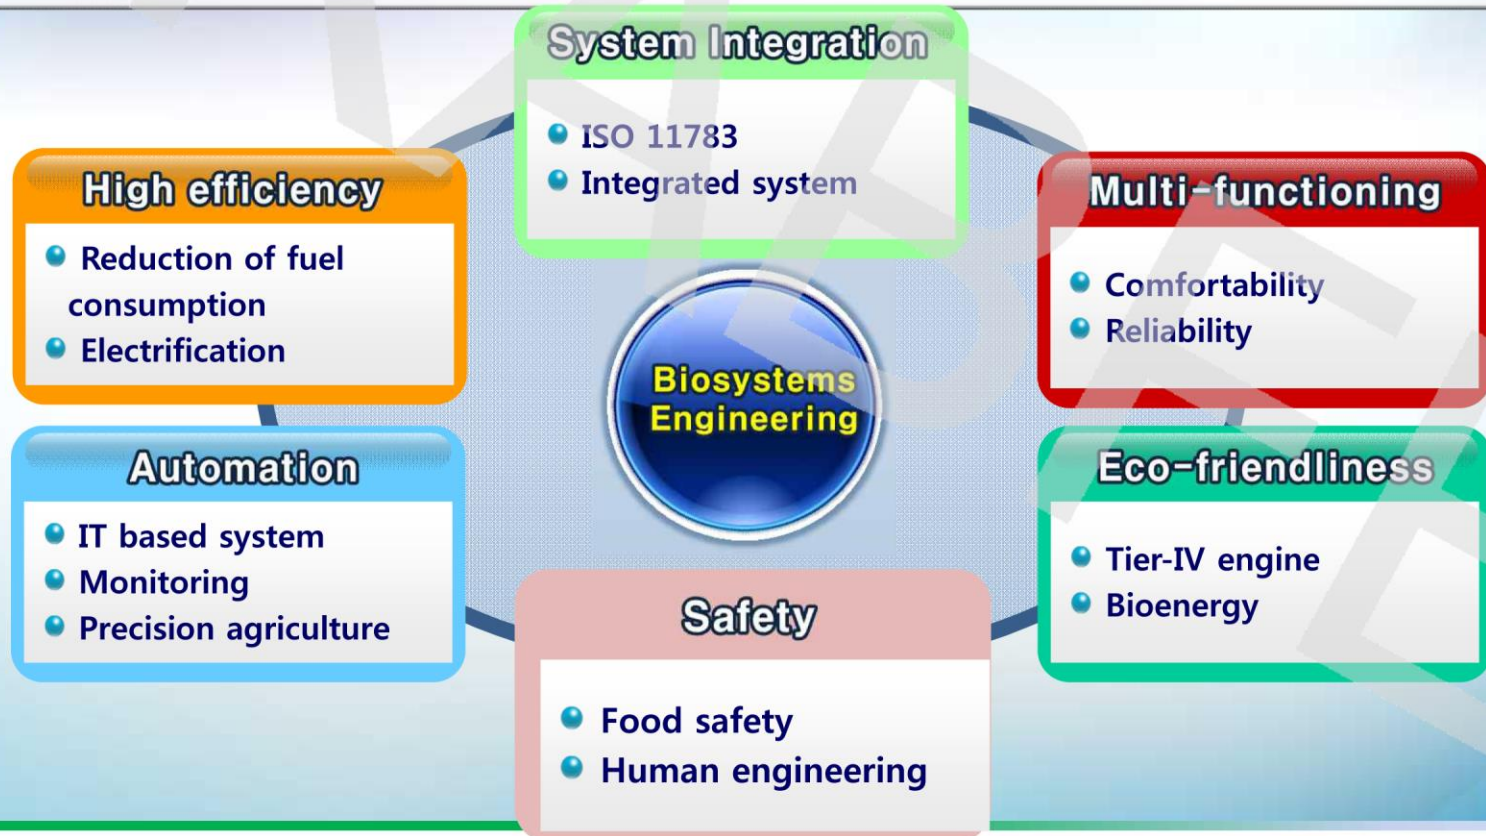 System Integration
ISO 11783
Integrated system
High efficiency
Reduction of fuel
consumption
Electrification
Multi-functioning
Comfortability
Reliability
Biosystems
Engineering
Automation
IT based system
Monitoring
Precision agriculture
Eco-friendliness
Tier-IV engine
Bioenergy
Safety
Food safety
Human engineering